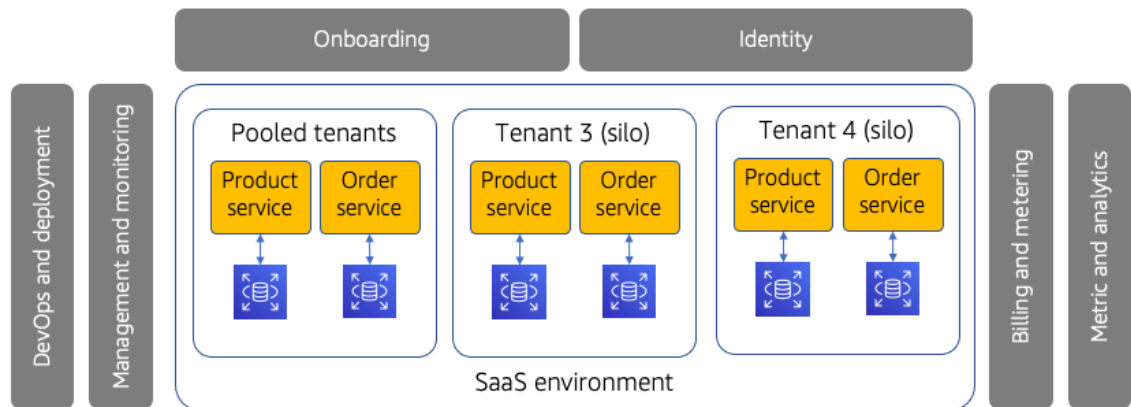 Onboarding
Identity
DevOps and deployment
Management and monitoring
Pooled tenants
Product
service
Order
service
Tenant 3 (silo)
Product
service
Order
service
Tenant 4 (silo)
Product
service
Order
service
SaaS environment
Billing and metering
Metric and analytics